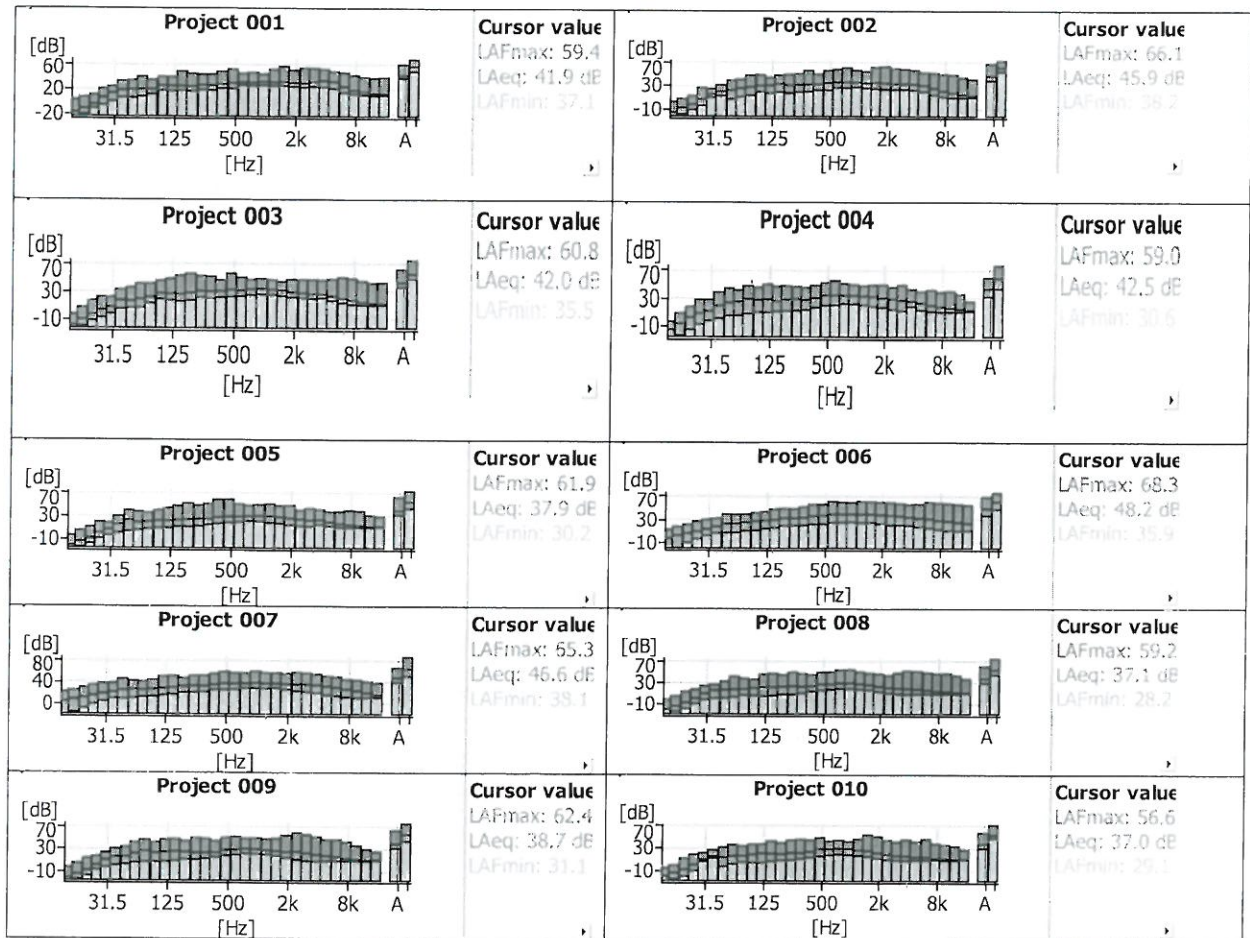 Project 001
Cursor value
[dB]
LAFmax: 59.4
LAeq: 41.9 dB
LAFmin: 37.1
60
20
-20
31.5 125 500 2k 8k A
[Hz]
Project 002
Cursor value
[dB]
LAFmax: 66.1
LAeq: 45.9 dB
LAFmin: 38.2
70
30
-10
31.5 125 500 2k 8k A
[Hz]
Project 003
Cursor value
[dB]
LAFmax: 60.8
LAeq: 42.0 dB
LAFmin: 35.5
70
30
-10
31.5 125 500 2k 8k A
[Hz]
Project 004
Cursor value
[dB]
LAFmax: 59.0
LAeq: 42.5 dB
LAFmin: 30.6
70
30
-10
31.5 125 500 2k 8k A
[Hz]
Project 005
Cursor value
[dB]
LAFmax: 61.9
LAeq: 37.9 dB
LAFmin: 30.2
70
30
-10
31.5 125 500 2k 8k A
[Hz]
Project 006
Cursor value
[dB]
LAFmax: 68.3
LAeq: 48.2 dB
LAFmin: 35.9
70
30
-10
31.5 125 500 2k 8k A
[Hz]
Project 007
Cursor value
[dB]
LAFmax: 65.3
LAeq: 46.6 dB
LAFmin: 38.1
80
40
0
31.5 125 500 2k 8k A
[Hz]
Project 008
Cursor value
[dB]
LAFmax: 59.2
LAeq: 37.1 dB
LAFmin: 28.2
70
30
-10
31.5 125 500 2k 8k A
[Hz]
Project 009
Cursor value
[dB]
LAFmax: 62.4
LAeq: 38.7 dB
LAFmin: 31.1
70
30
-10
31.5 125 500 2k 8k A
[Hz]
Project 010
Cursor value
[dB]
LAFmax: 56.6
LAeq: 37.0 dB
LAFmin: 29.1
70
30
-10
31.5 125 500 2k 8k A
[Hz]